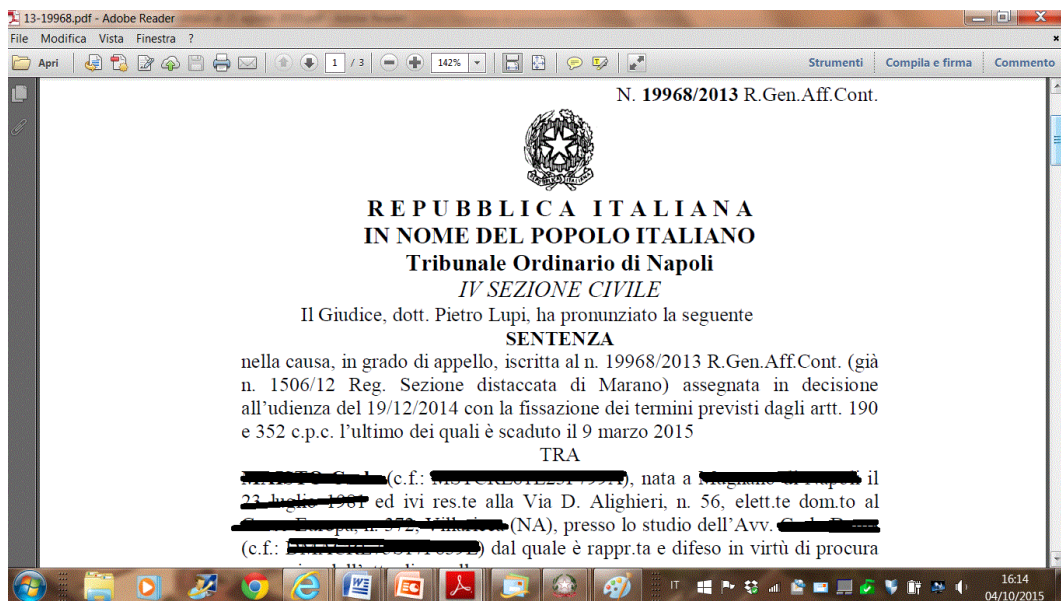 13-19968.pdf - Adobe Reader
File Modifica Vista Finestra ?
Apri 1 / 3 142% Strumenti Compila e firma Commento
N. 19968/2013 R.Gen.Aff.Cont.
REPUBBLICA ITALIANA
IN NOME DEL POPOLO ITALIANO
Tribunale Ordinario di Napoli
IV SEZIONE CIVILE
Il Giudice, dott. Pietro Lupi, ha pronunziato la seguente
SENTENZA
nella causa, in grado di appello, iscritta al n. 19968/2013 R.Gen.Aff.Cont. (già
n. 1506/12 Reg. Sezione distaccata di Marano) assegnata in decisione
all’udienza del 19/12/2014 con la fissazione dei termini previsti dagli artt. 190
e 352 c.p.c. l’ultimo dei quali è scaduto il 9 marzo 2015
TRA
(c.f.: ), nata a il
ed ivi res.te alla Via D. Alighieri, n. 56, elett.te dom.to al
(NA), presso lo studio dell’Avv.
(c.f.: ) dal quale è rappr.ta e difeso in virtù di procura
IT 16:14
04/10/2015